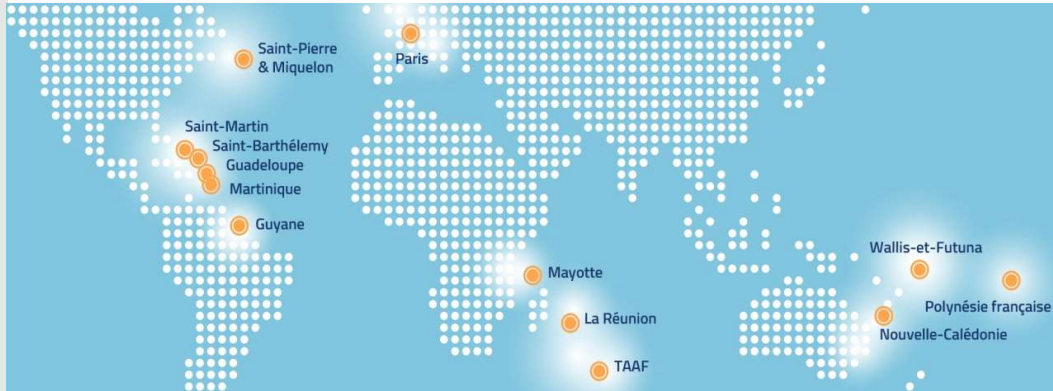 Saint-Pierre
& Miquelon
Paris
Saint-Martin
Saint-Barthélemy
Guadeloupe
Martinique
Guyane
Mayotte
La Réunion
TAAF
Wallis-et-Futuna
Polynésie française
Nouvelle-Calédonie